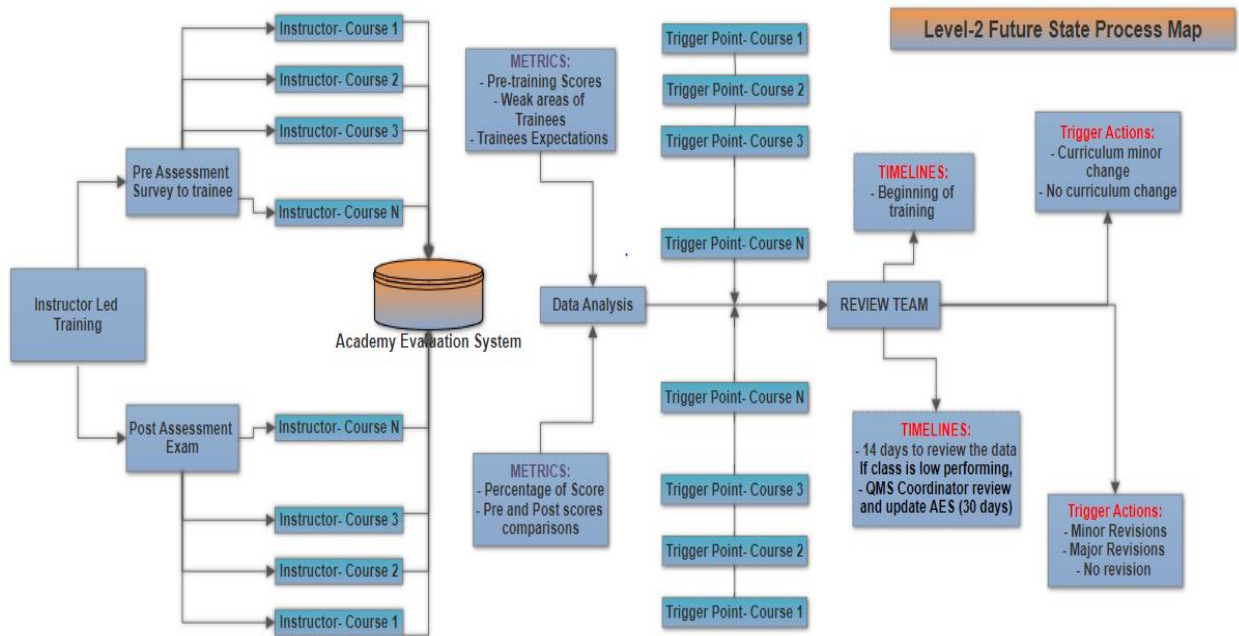 Level-2 Future State Process Map
Instructor- Course 1
Instructor- Course 2
Instructor- Course 3
Instructor- Course N
Pre Assessment
Survey to trainee
Instructor Led
Training
Post Assessment
Exam
Instructor- Course N
Instructor- Course 3
Instructor- Course 2
Instructor- Course 1
Academy Evaluation System
METRICS:
- Pre-training Scores
- Weak areas of
Trainees
- Trainees Expectations
Data Analysis
METRICS:
- Percentage of Score
- Pre and Post scores
comparisons
Trigger Point- Course 1
Trigger Point- Course 2
Trigger Point- Course 3
Trigger Point- Course N
Trigger Point- Course N
Trigger Point- Course 3
Trigger Point- Course 2
Trigger Point- Course 1
TIMELINES:
- Beginning of
training
REVIEW TEAM
TIMELINES:
- 14 days to review the data
If class is low performing,
- QMS Coordinator review
and update AES (30 days)
Trigger Actions:
- Curriculum minor
change
- No curriculum change
Trigger Actions:
- Minor Revisions
- Major Revisions
- No revision